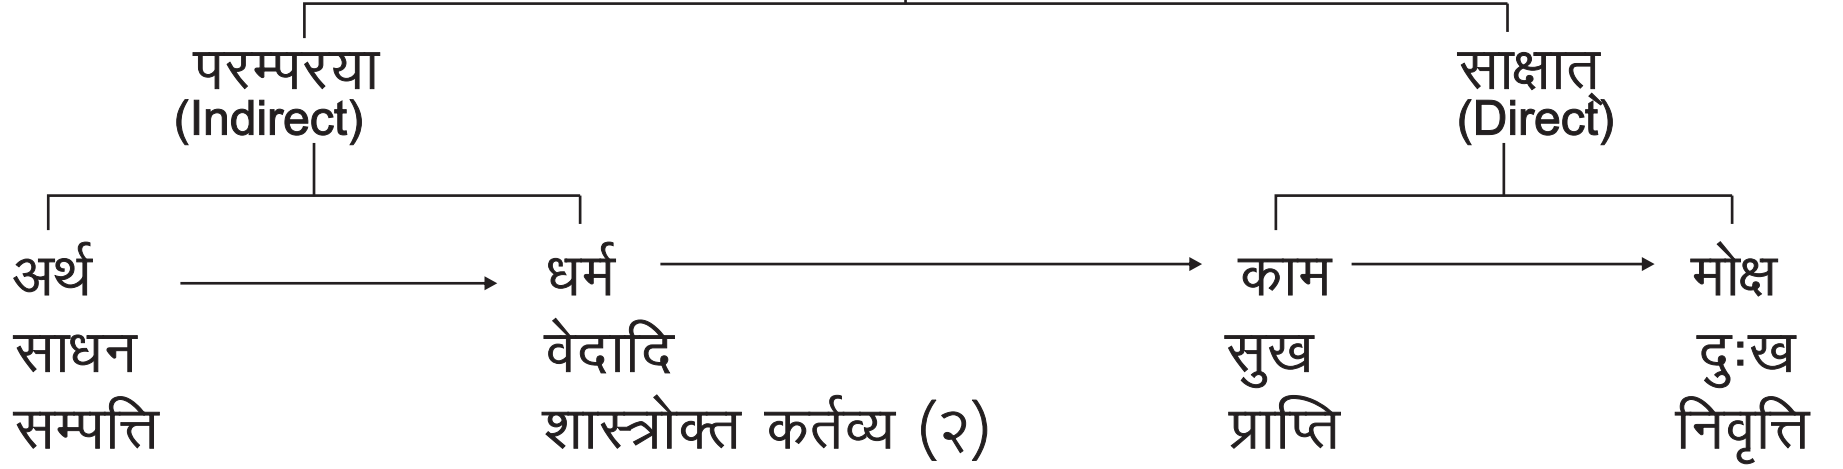 परम्परया साक्षात्
(Indirect) (Direct)
अर्थ धर्म काम मोक्ष
साधन वेदादि सुख दुःख
सम्पत्ति शास्त्रोक्त कर्तव्य (२) प्राप्ति निवृत्ति